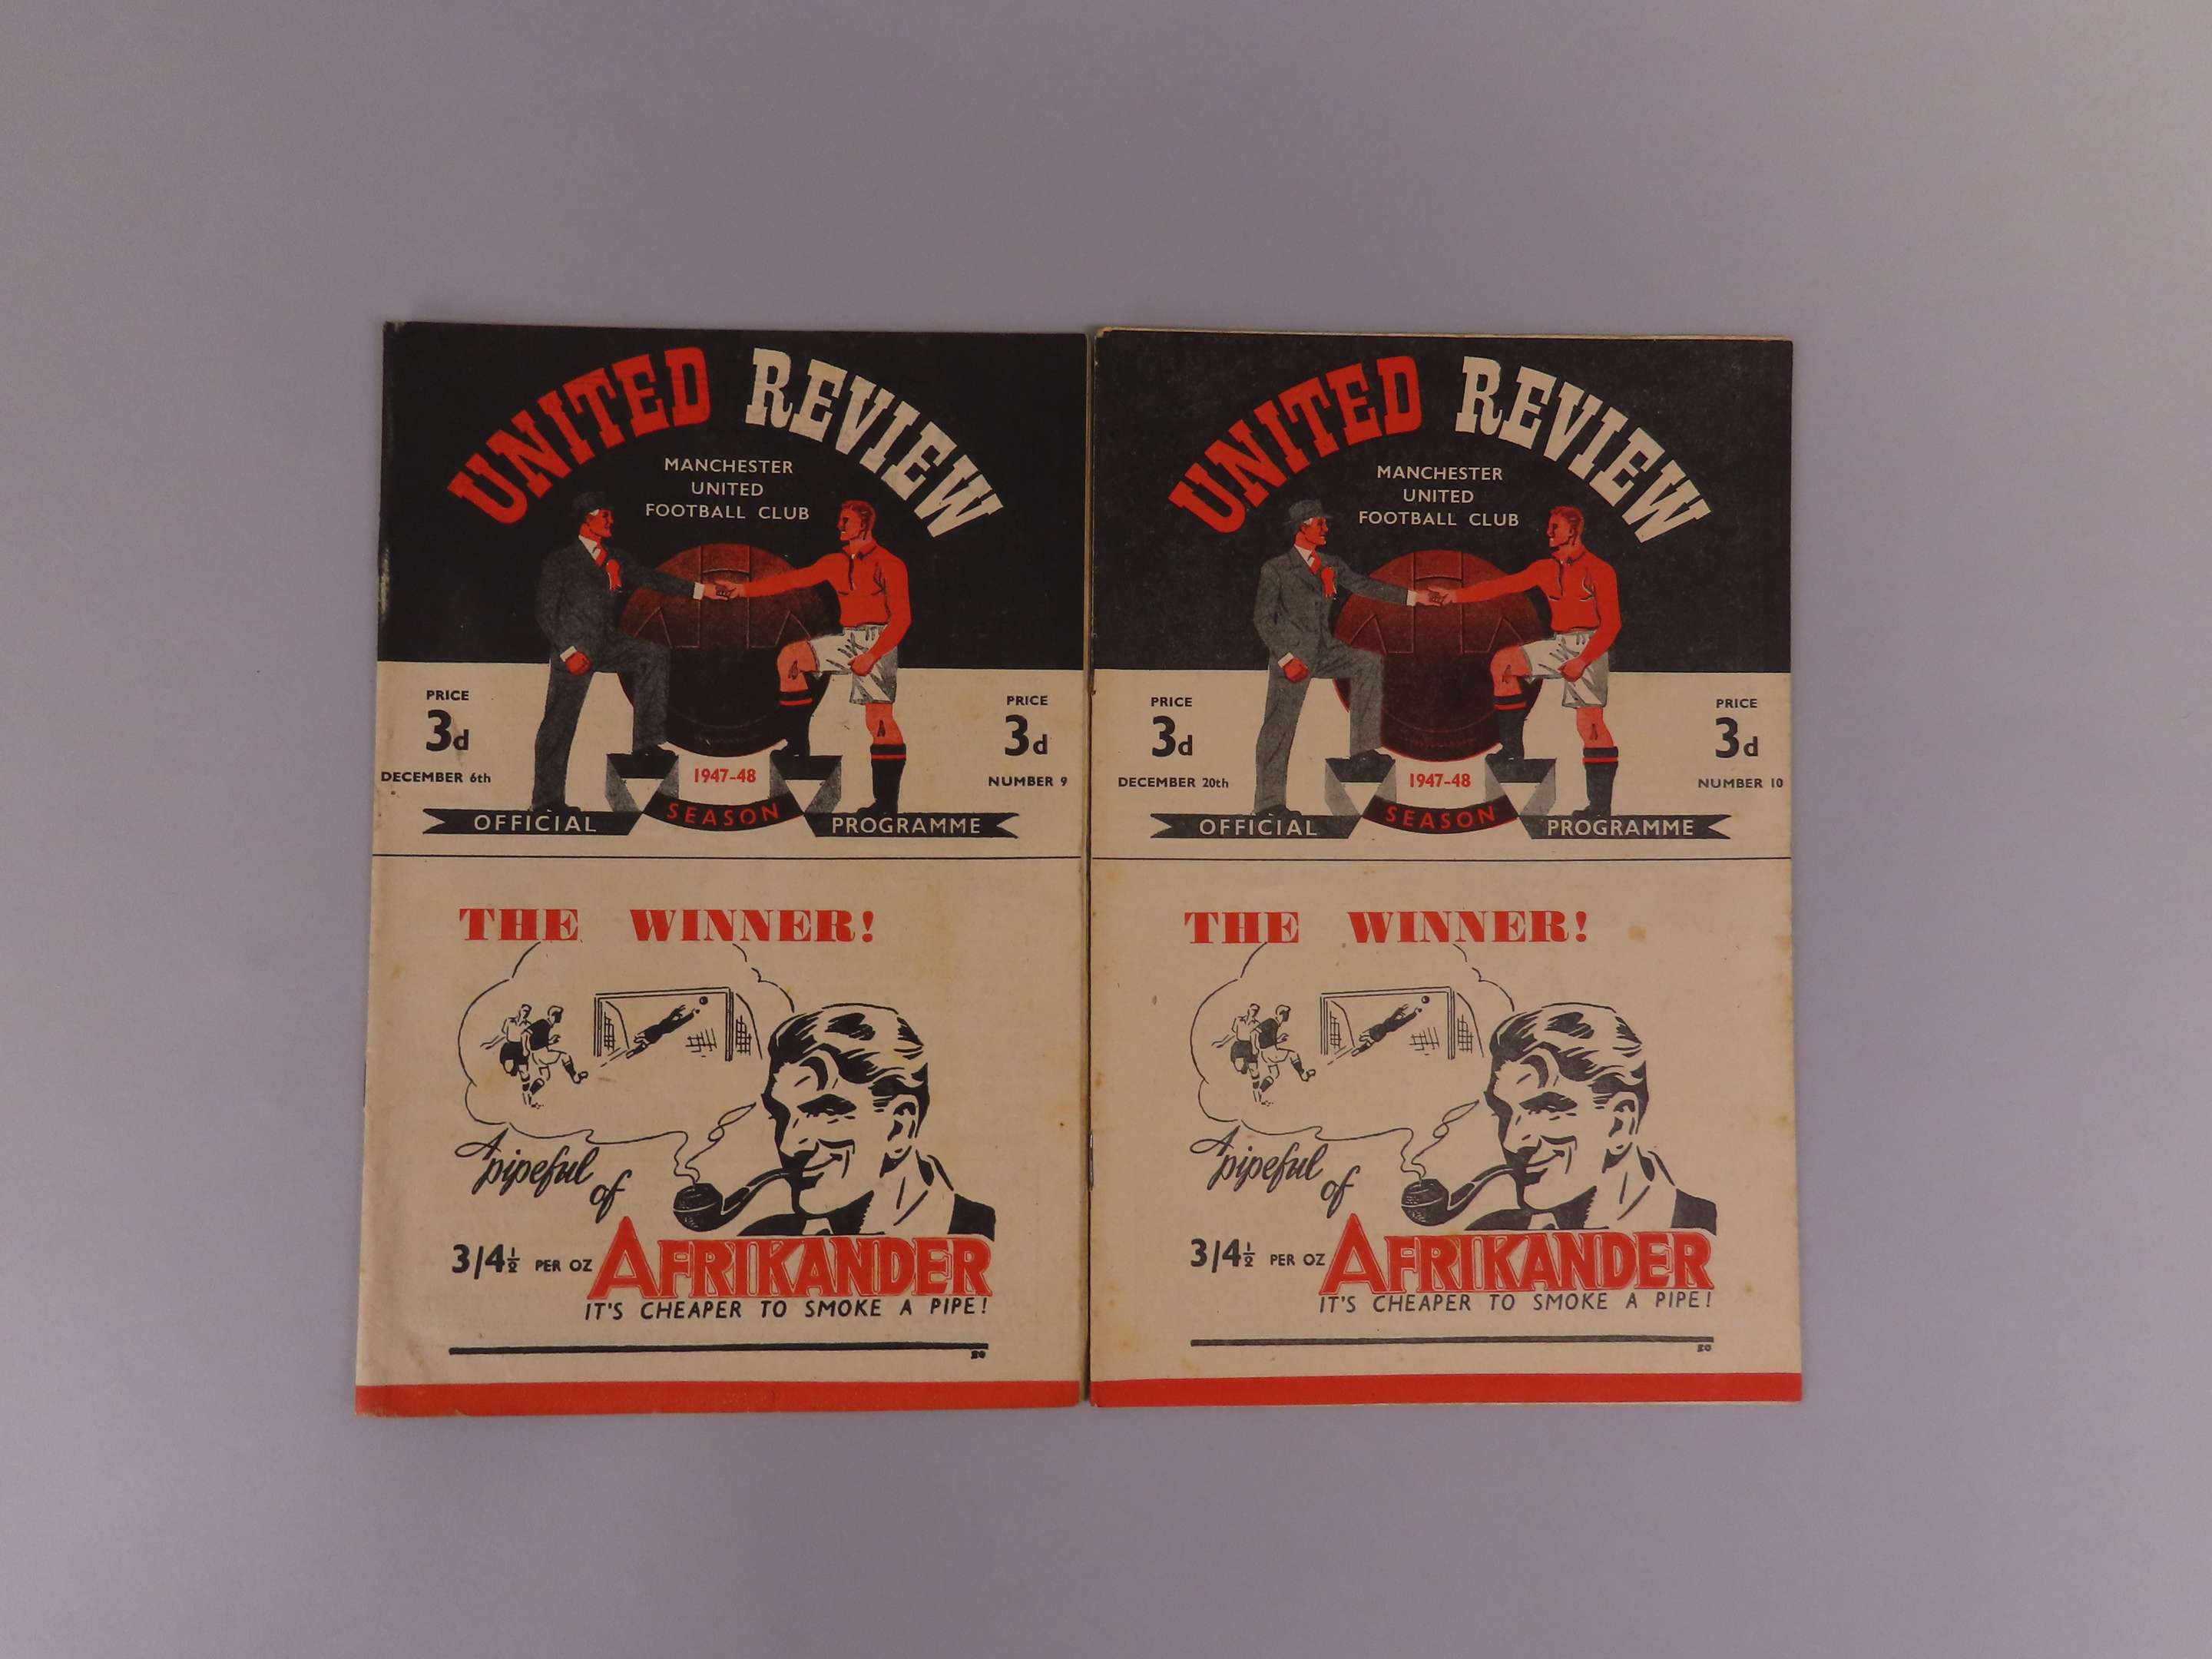 UNITED REVIEW
MANCHESTER
UNITED
FOOTBALL CLUB
PRICE
3d
DECEMBER 6th
PRICE
3d
NUMBER 9
1947-48
OFFICIAL SEASON PROGRAMME
THE WINNER!
A pipeful
of
3/4½ PER OZ AFRIKANDER
IT'S CHEAPER TO SMOKE A PIPE!
UNITED REVIEW
MANCHESTER
UNITED
FOOTBALL CLUB
PRICE
3d
DECEMBER 20th
PRICE
3d
NUMBER 10
1947-48
OFFICIAL SEASON PROGRAMME
THE WINNER!
A pipeful
of
3/4½ PER OZ AFRIKANDER
IT'S CHEAPER TO SMOKE A PIPE!